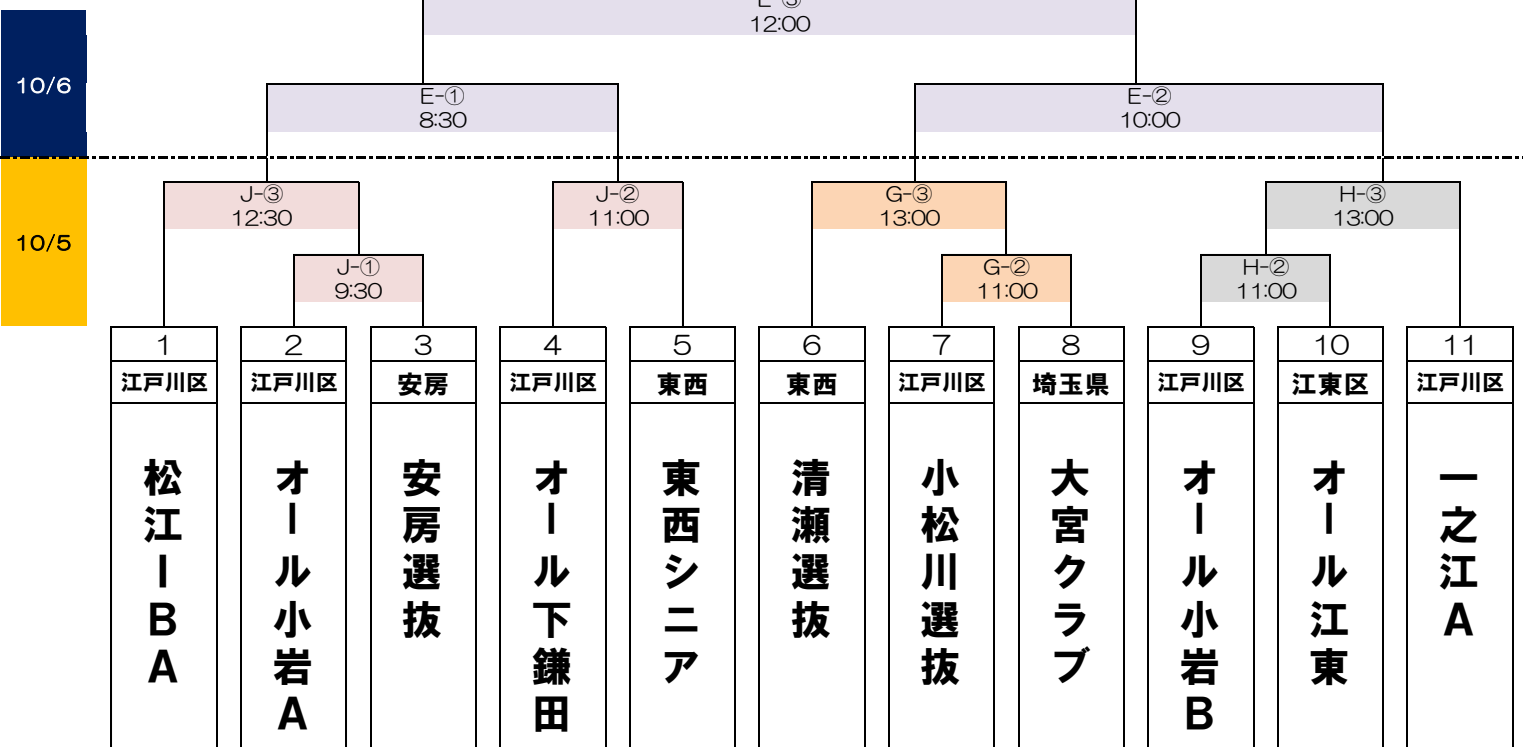 12:00
10/6
E-①
8:30
E-②
10:00
10/5
J-③
12:30
J-②
11:00
G-③
13:00
H-③
13:00
J-①
9:30
G-②
11:00
H-②
11:00
1
2
3
4
5
6
7
8
9
10
11
江戸川区
江戸川区
安房
江戸川区
東西
東西
江戸川区
埼玉県
江戸川区
江東区
江戸川区
松江ーBA
オール小岩A
安房選抜
オール下鎌田
東西シニア
清瀬選抜
小松川選抜
大宮クラブ
オール小岩B
オール江東
一之江A